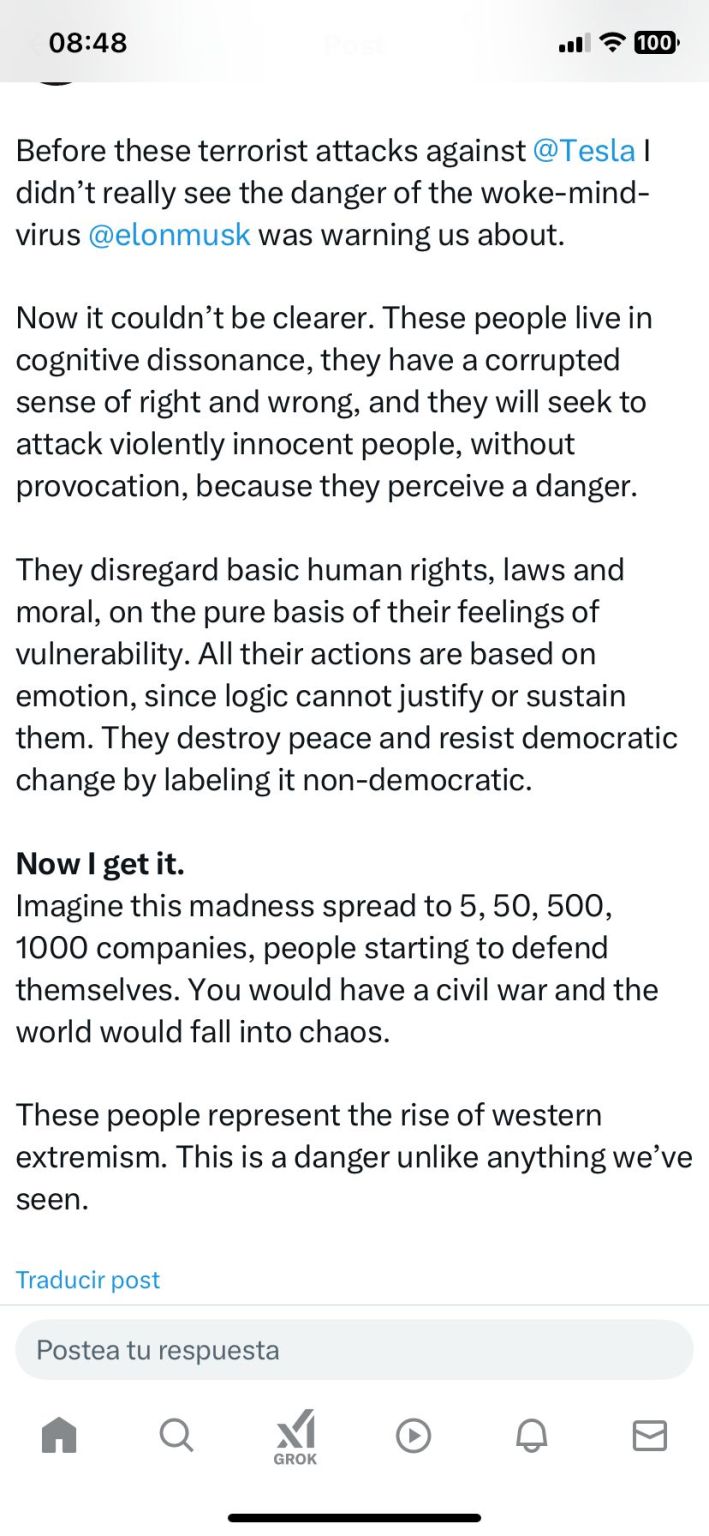 08:48
100
Post
Before these terrorist attacks against @Tesla I
didn’t really see the danger of the woke-mind-
virus @elonmusk was warning us about.
Now it couldn’t be clearer. These people live in
cognitive dissonance, they have a corrupted
sense of right and wrong, and they will seek to
attack violently innocent people, without
provocation, because they perceive a danger.
They disregard basic human rights, laws and
moral, on the pure basis of their feelings of
vulnerability. All their actions are based on
emotion, since logic cannot justify or sustain
them. They destroy peace and resist democratic
change by labeling it non-democratic.
Now I get it.
Imagine this madness spread to 5, 50, 500,
1000 companies, people starting to defend
themselves. You would have a civil war and the
world would fall into chaos.
These people represent the rise of western
extremism. This is a danger unlike anything we’ve
seen.
Traducir post
Postea tu respuesta
GROK